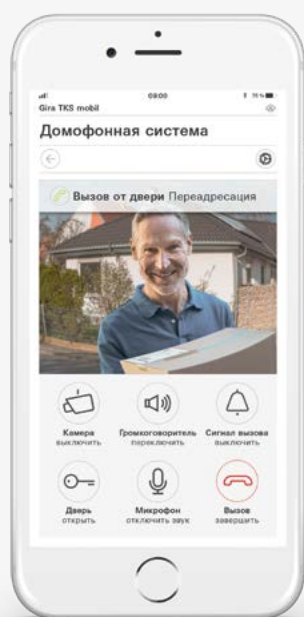 09:00
Gira TKS mobil
Домофонная система
Вызов от двери Переадресация
Камера
выключить
Громкоговоритель
переключить
Сигнал вызова
выключить
Дверь
открыть
Микрофон
отключить звук
Вызов
завершить